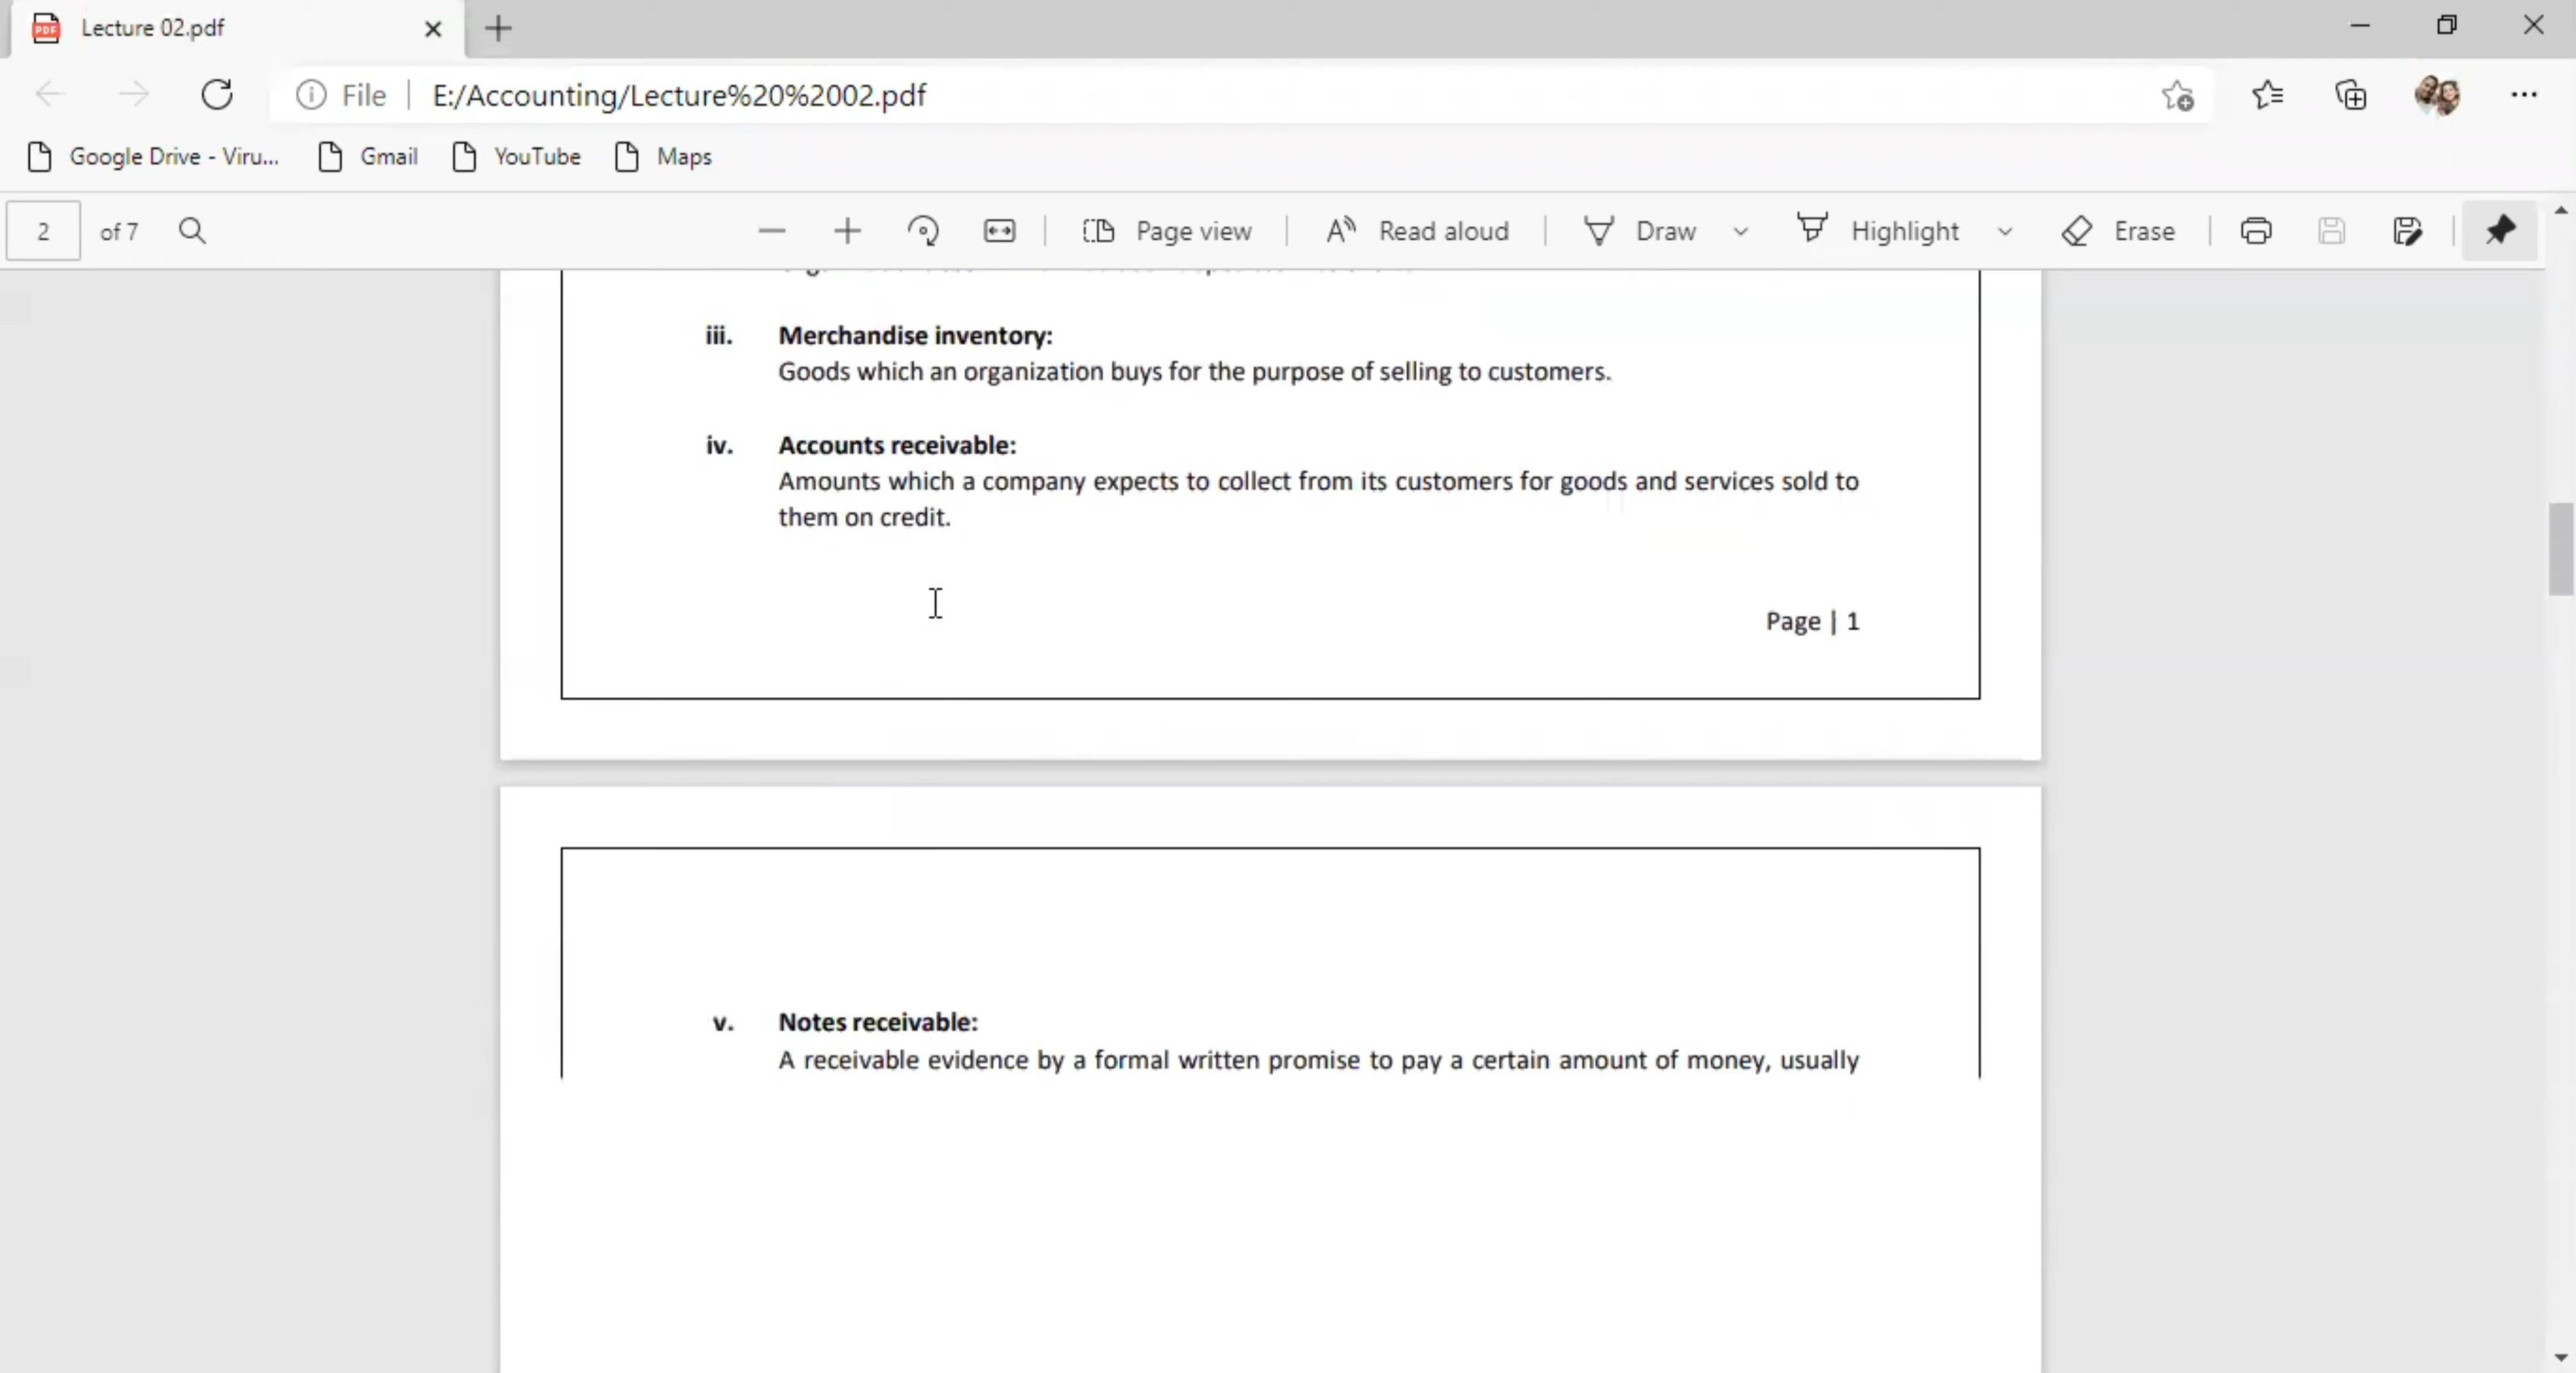 Lecture 02.pdf
File | E:/Accounting/Lecture%20%2002.pdf
Google Drive - Viru... Gmail YouTube Maps
2 of 7 Page view Read aloud Draw Highlight Erase
iii. Merchandise inventory:
Goods which an organization buys for the purpose of selling to customers.
iv. Accounts receivable:
Amounts which a company expects to collect from its customers for goods and services sold to
them on credit.
Page | 1
v. Notes receivable:
A receivable evidence by a formal written promise to pay a certain amount of money, usually